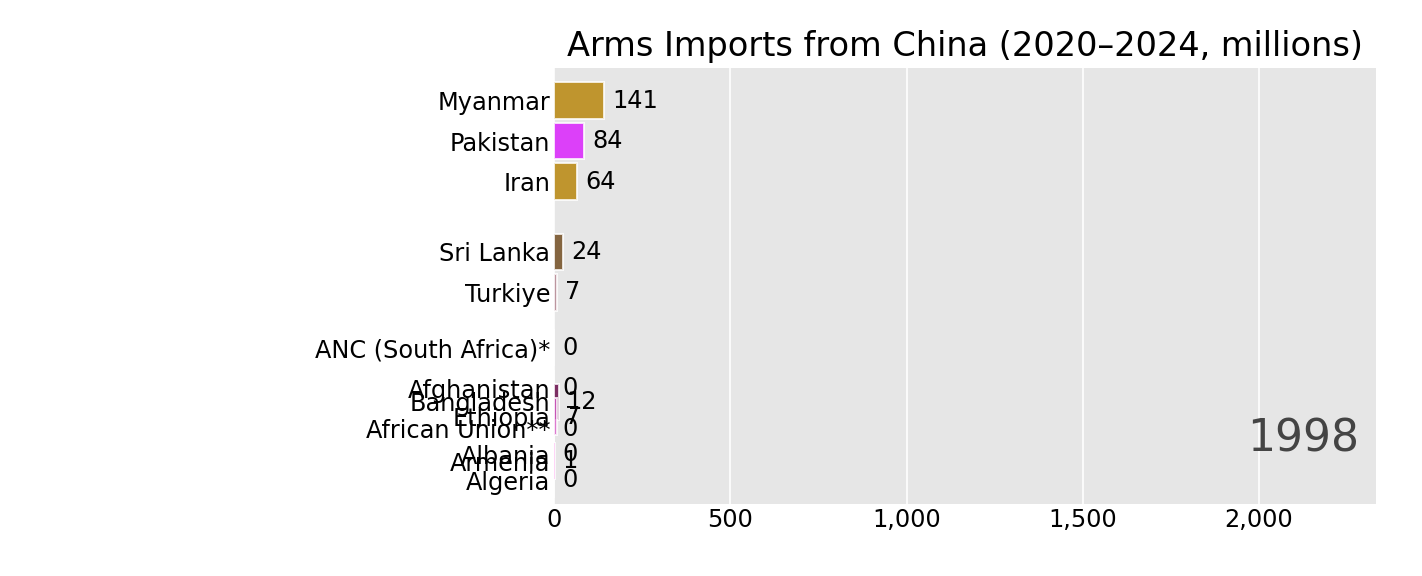 Arms Imports from China (2020–2024, millions)
Myanmar 141
Pakistan 84
Iran 64
Sri Lanka 24
Turkiye 7
ANC (South Africa)* 0
Afghanistan 0
Bangladesh 12
Ethiopia 7
African Union** 0
Albania 0
Armenia 1
Algeria 0
1998
0 500 1,000 1,500 2,000